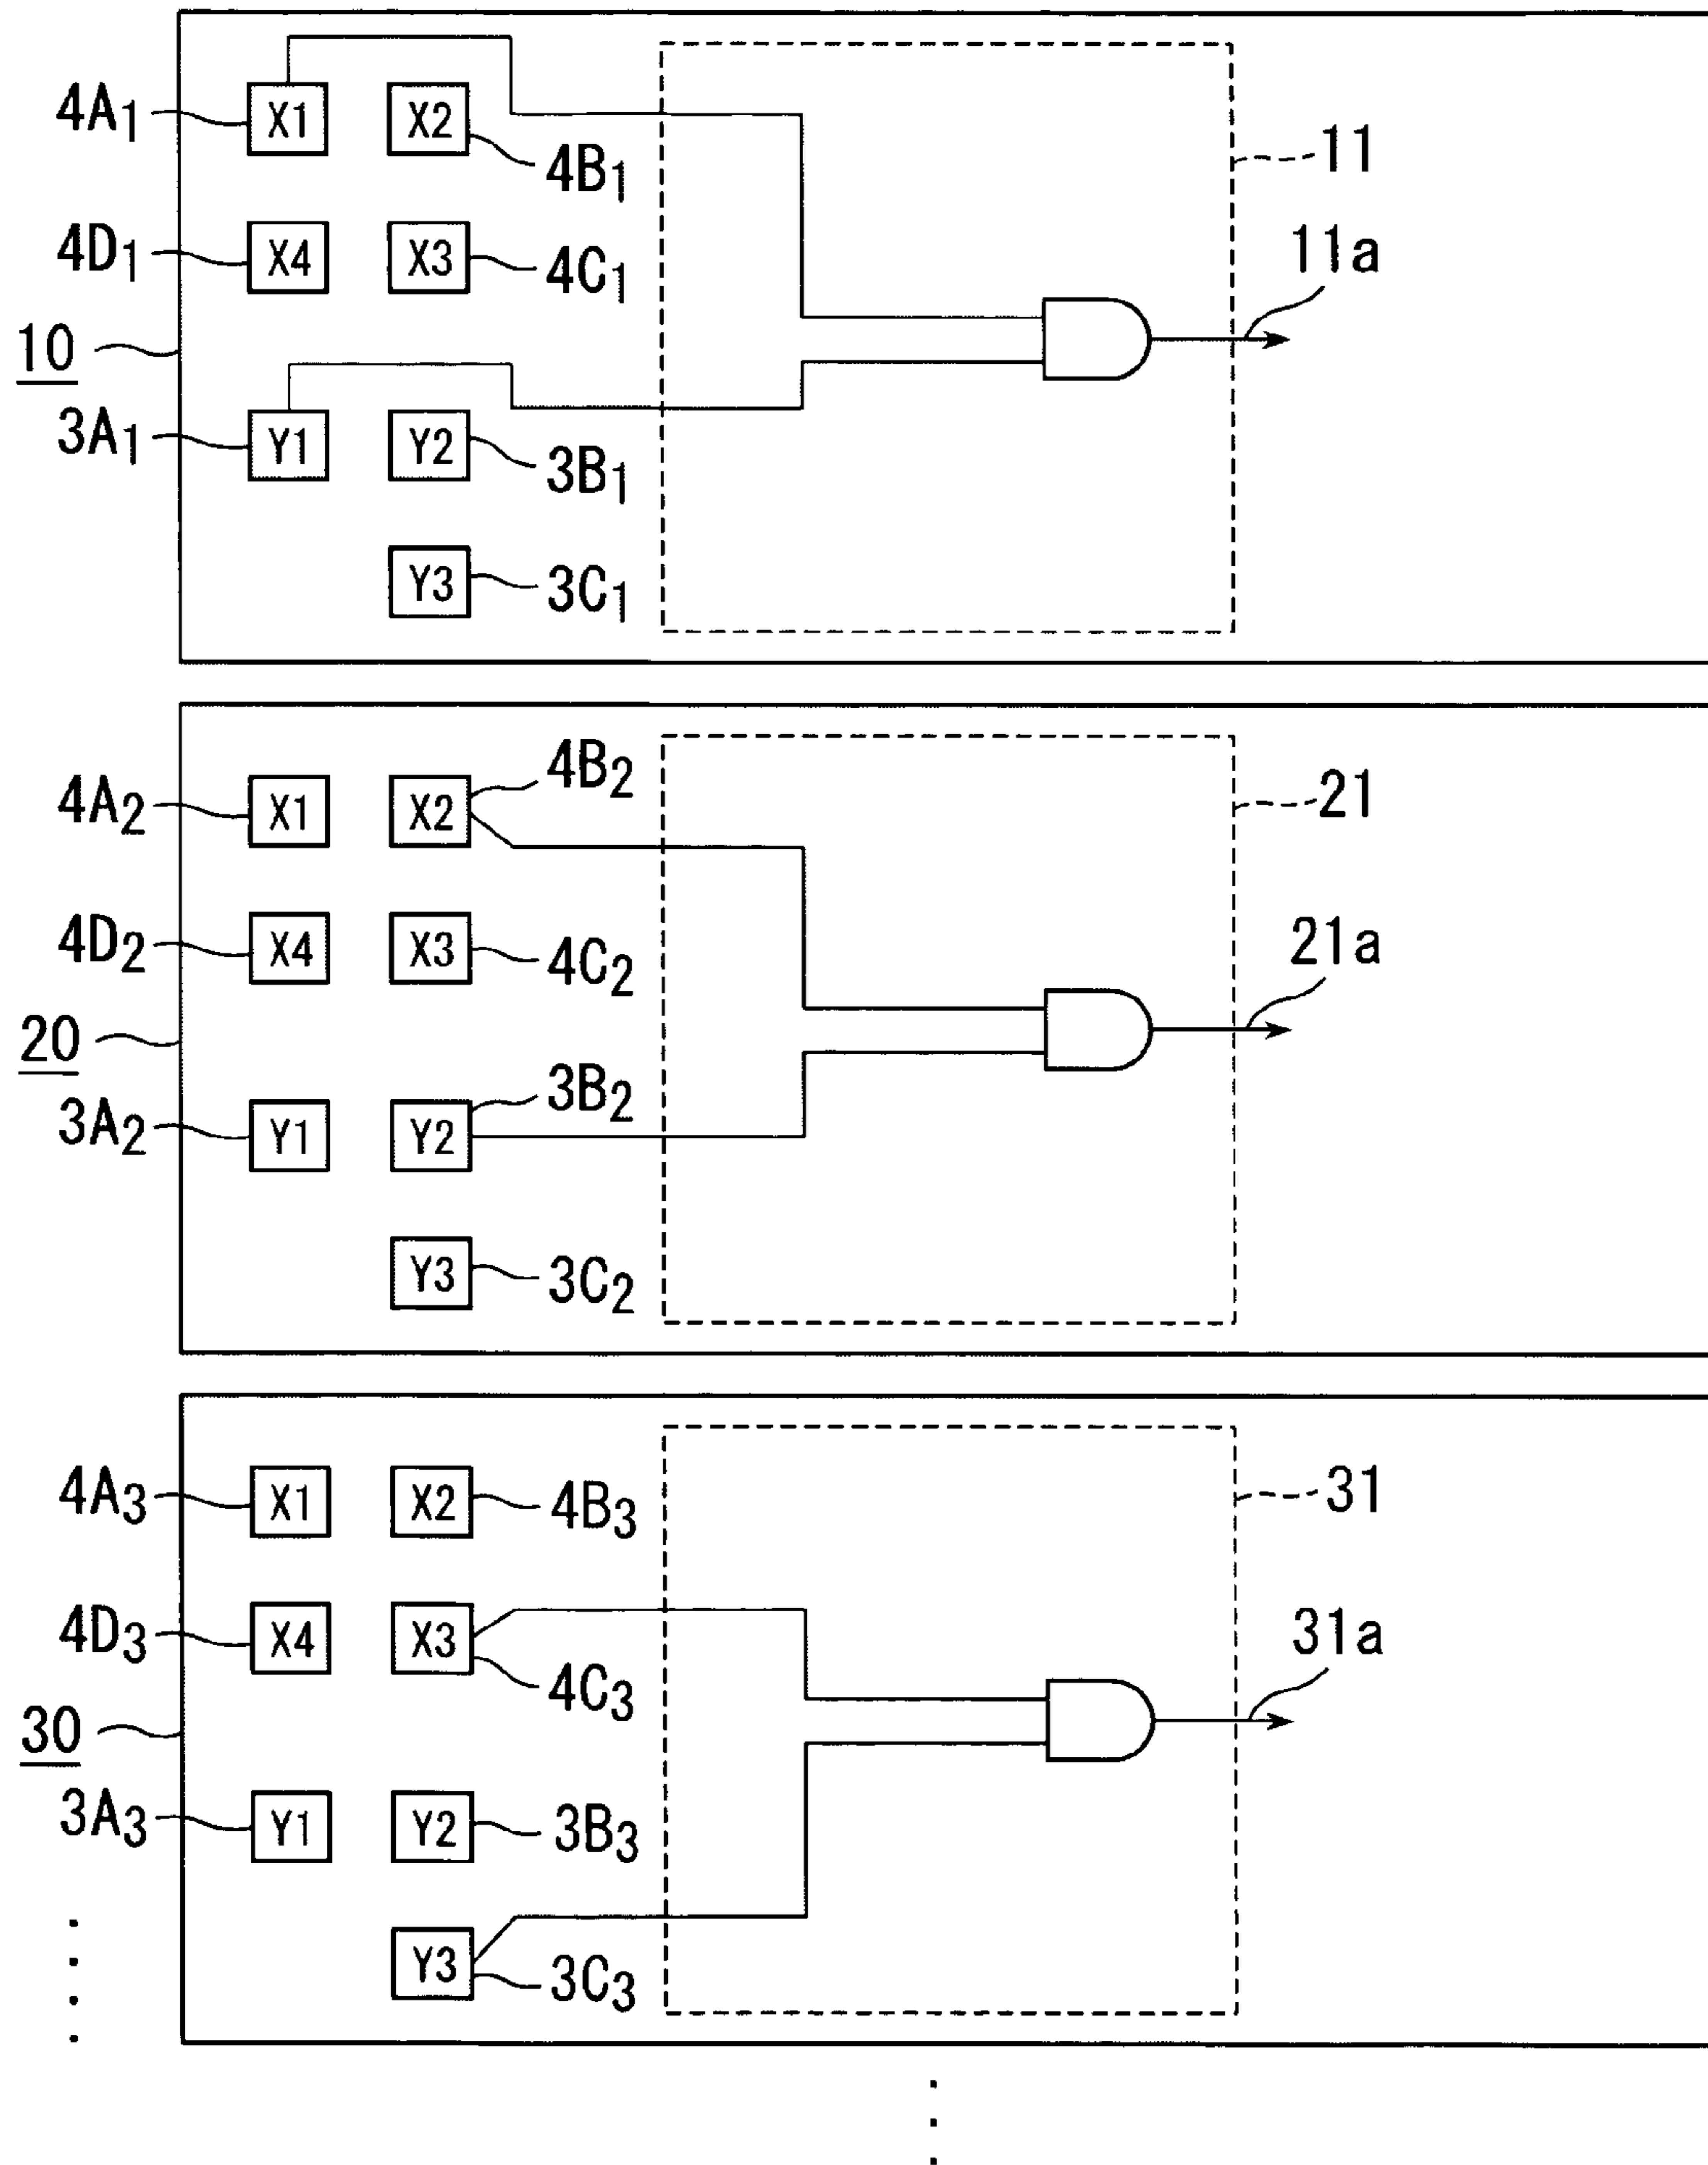 4A1 X1 X2
4B1 11
4D1 X4 X3 4C1 11a
10
3A1 Y1 Y2 3B1
Y3 3C1
4A2 X1 X2 4B2 21
4D2 X4 X3 4C2 21a
20
3A2 Y1 Y2 3B2
Y3 3C2
4A3 X1 X2 4B3 31
4D3 X4 X3 4C3 31a
30
3A3 Y1 Y2 3B3
Y3 3C3